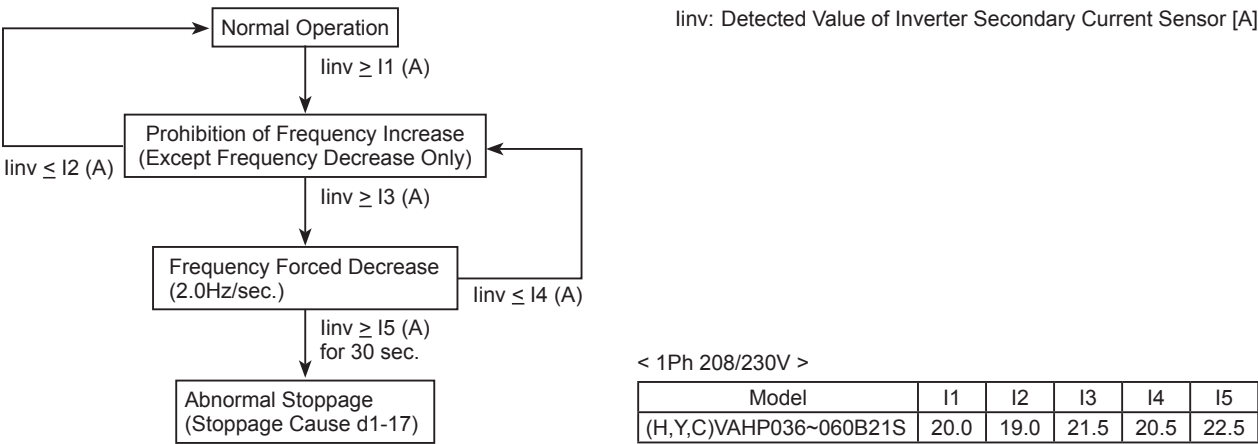 Normal Operation
Iinv ≥ I1 (A)
Prohibition of Frequency Increase
(Except Frequency Decrease Only)
Iinv ≤ I2 (A)
Iinv ≥ I3 (A)
Frequency Forced Decrease
(2.0Hz/sec.)
Iinv ≤ I4 (A)
Iinv ≥ I5 (A)
for 30 sec.
Abnormal Stoppage
(Stoppage Cause d1-17)
Iinv: Detected Value of Inverter Secondary Current Sensor [A]
< 1Ph 208/230V >
Model I1 I2 I3 I4 I5
(H,Y,C)VAHP036~060B21S 20.0 19.0 21.5 20.5 22.5